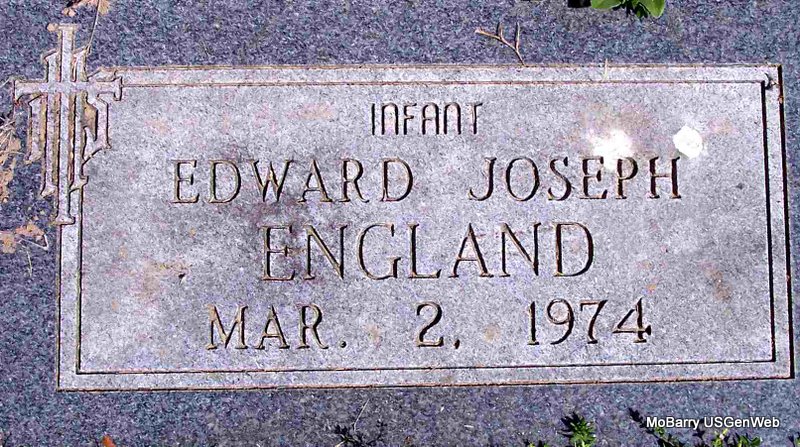 INFANT
EDWARD JOSEPH
ENGLAND
MAR. 2, 1974
MoBarry USGenWeb